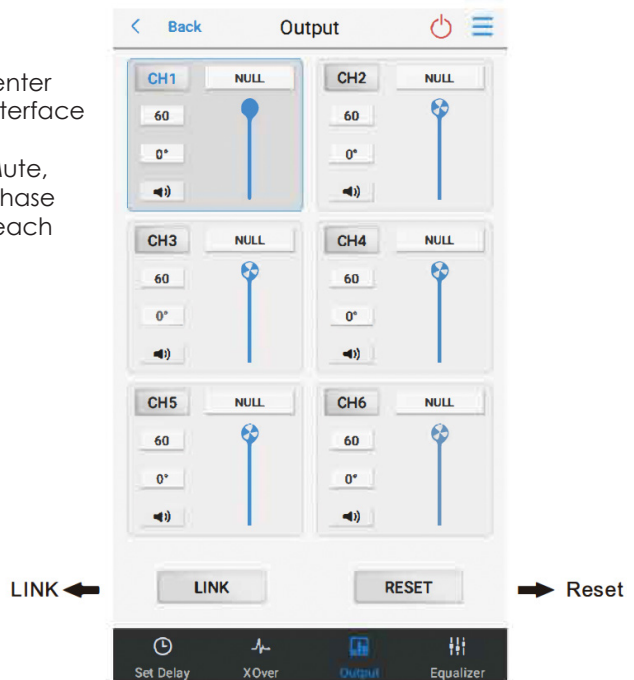 Back Output
enter
terface
Mute,
hase
each
CH1 NULL
60
0°
CH2 NULL
60
0°
CH3 NULL
60
0°
CH4 NULL
60
0°
CH5 NULL
60
0°
CH6 NULL
60
0°
LINK LINK RESET Reset
Set Delay XOver Output Equalizer